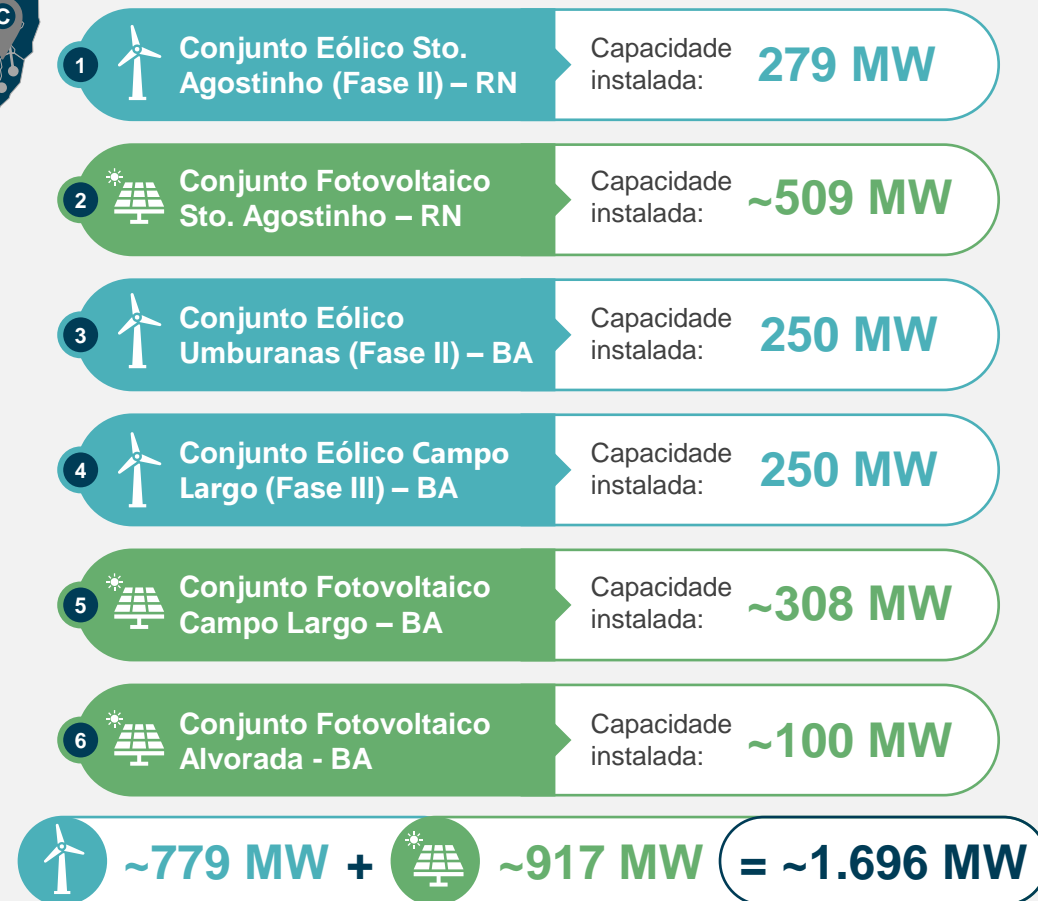 C
1
Conjunto Eólico Sto.
Agostinho (Fase II) – RN
Capacidade
instalada:
279 MW
2
Conjunto Fotovoltaico
Sto. Agostinho – RN
Capacidade
instalada:
~509 MW
3
Conjunto Eólico
Umburanas (Fase II) – BA
Capacidade
instalada:
250 MW
4
Conjunto Eólico Campo
Largo (Fase III) – BA
Capacidade
instalada:
250 MW
5
Conjunto Fotovoltaico
Campo Largo – BA
Capacidade
instalada:
~308 MW
6
Conjunto Fotovoltaico
Alvorada - BA
Capacidade
instalada:
~100 MW
~779 MW + ~917 MW = ~1.696 MW